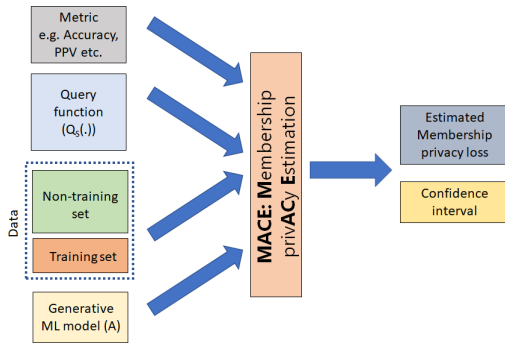 Metric
e.g. Accuracy,
PPV etc.
Query
function
(Qs(.))
Data
Non-training
set
Training set
Generative
ML model (A)
MACE: Membership
privACy Estimation
Estimated
Membership
privacy loss
Confidence
interval